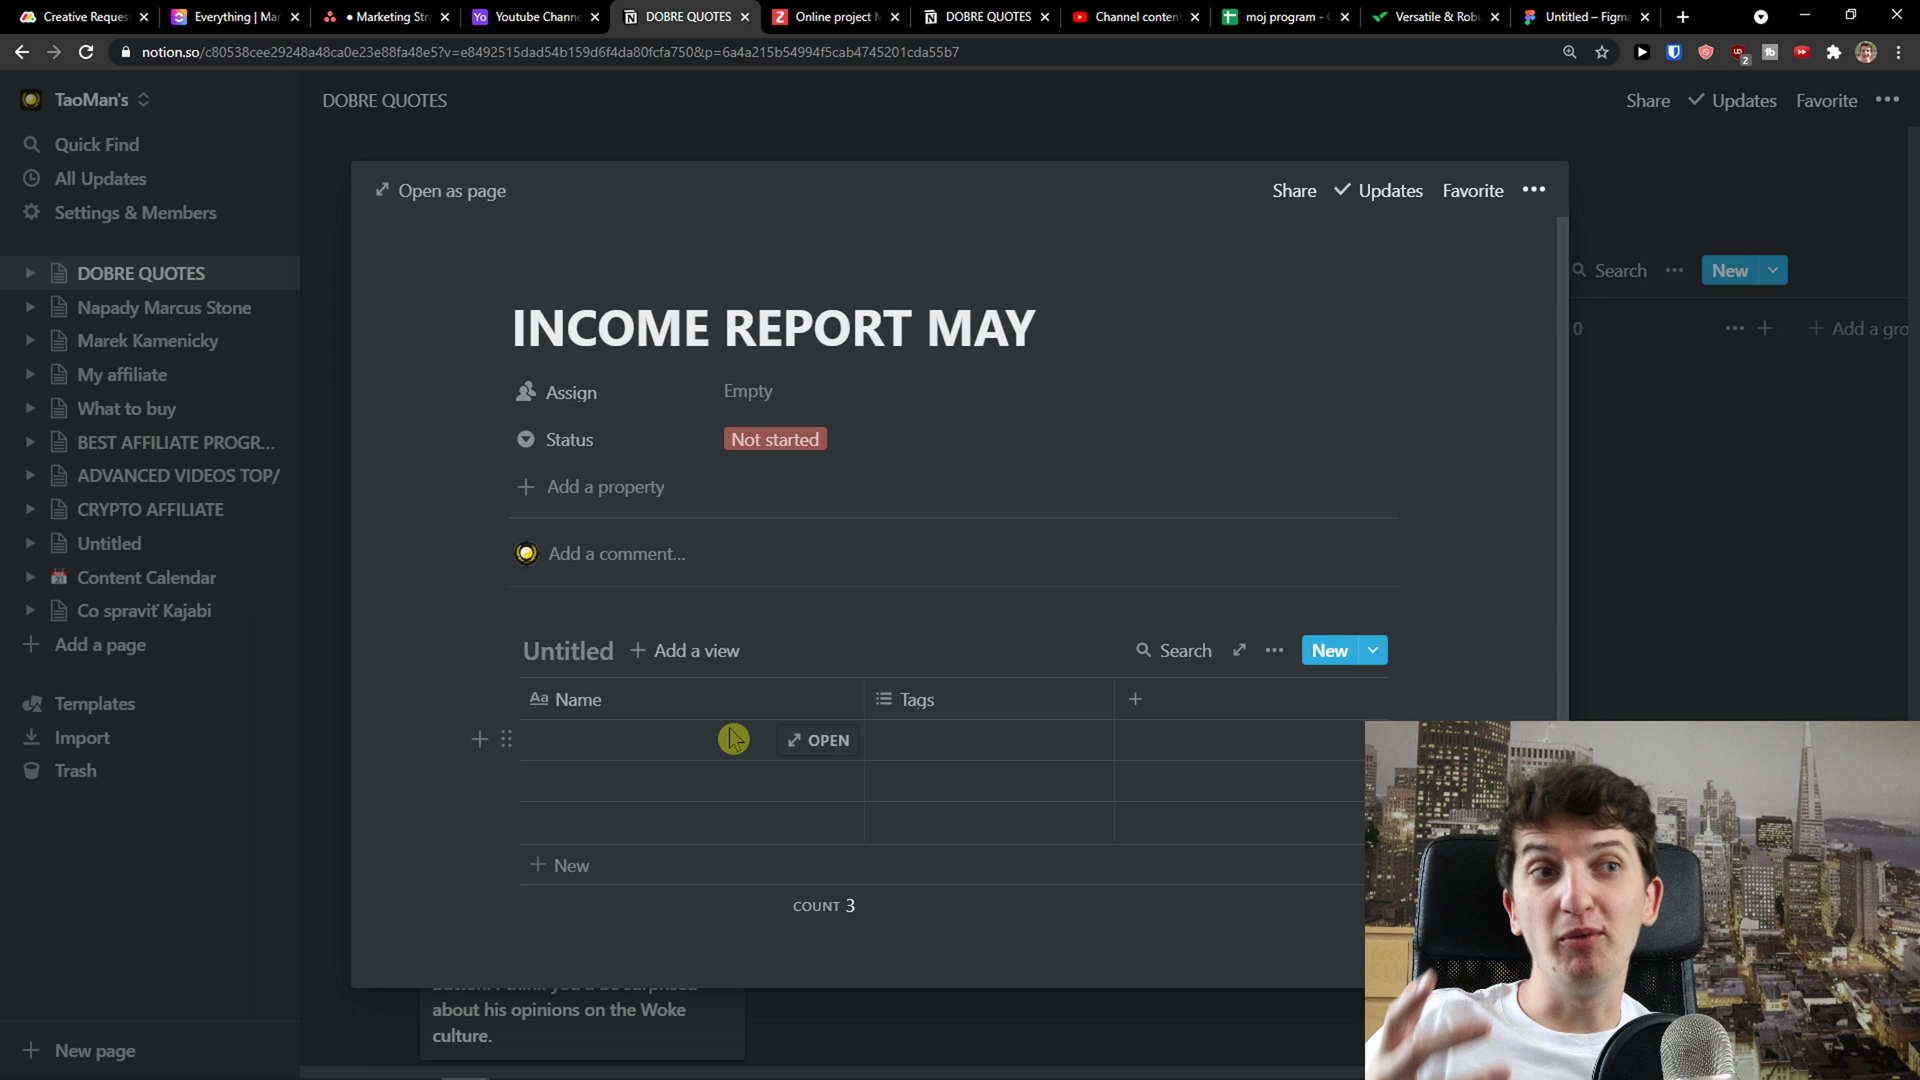 Creative Reques
Everything | Mar
• Marketing Str
Youtube Channe
DOBRE QUOTES
Online project M
DOBRE QUOTES
Channel content
moj program - G
Versatile & Rob
Untitled – Figma
notion.so/c80538cee29248a48ca0e23e88fa48e5?v=e8492515dad54b159d6f4da80fcfa750&p=6a4a215b54994f5cab4745201cda55b7
TaoMan's
Quick Find
All Updates
Settings & Members
DOBRE QUOTES
Napady Marcus Stone
Marek Kamenicky
My affiliate
What to buy
BEST AFFILIATE PROGR...
ADVANCED VIDEOS TOP/
CRYPTO AFFILIATE
Untitled
Content Calendar
Co spraviť Kajabi
Add a page
Templates
Import
Trash
New page
DOBRE QUOTES
Share Updates Favorite
Search New
0 Add a gro
Open as page
Share Updates Favorite
INCOME REPORT MAY
Assign Empty
Status Not started
Add a property
Add a comment...
Untitled Add a view Search New
Aa Name Tags
OPEN
New
COUNT 3
about his opinions on the Woke
culture.